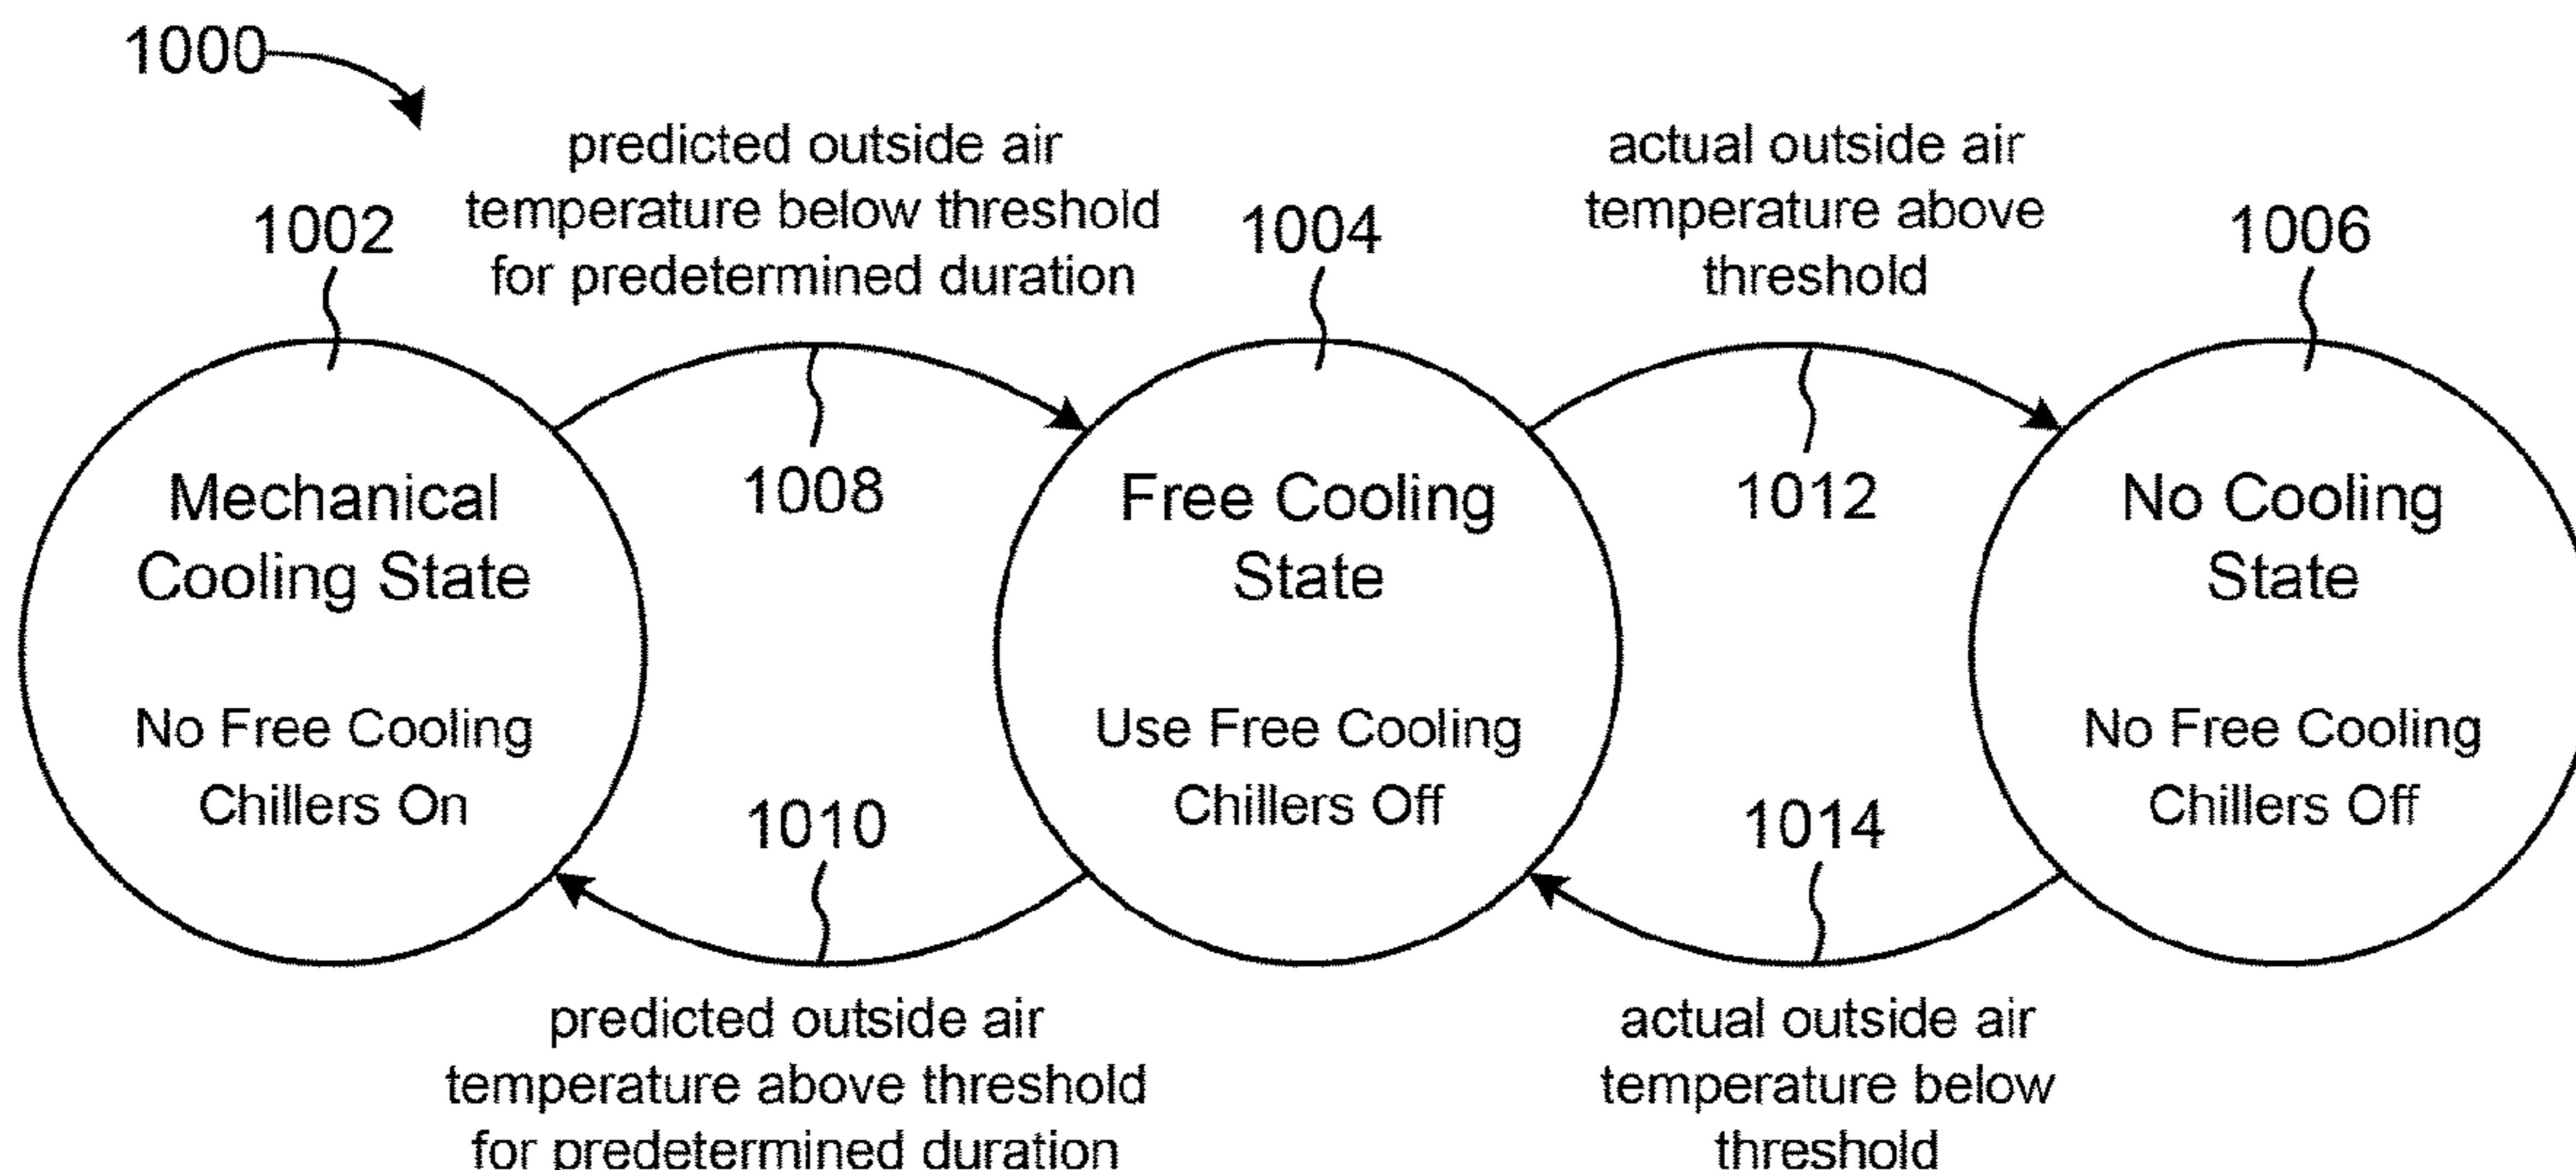 1000
predicted outside air
temperature below threshold
for predetermined duration
actual outside air
temperature above
threshold
1002
1004
1006
1008
1012
Mechanical
Cooling State
No Free Cooling
Chillers On
Free Cooling
State
Use Free Cooling
Chillers Off
No Cooling
State
No Free Cooling
Chillers Off
1010
1014
predicted outside air
temperature above threshold
for predetermined duration
actual outside air
temperature below
threshold